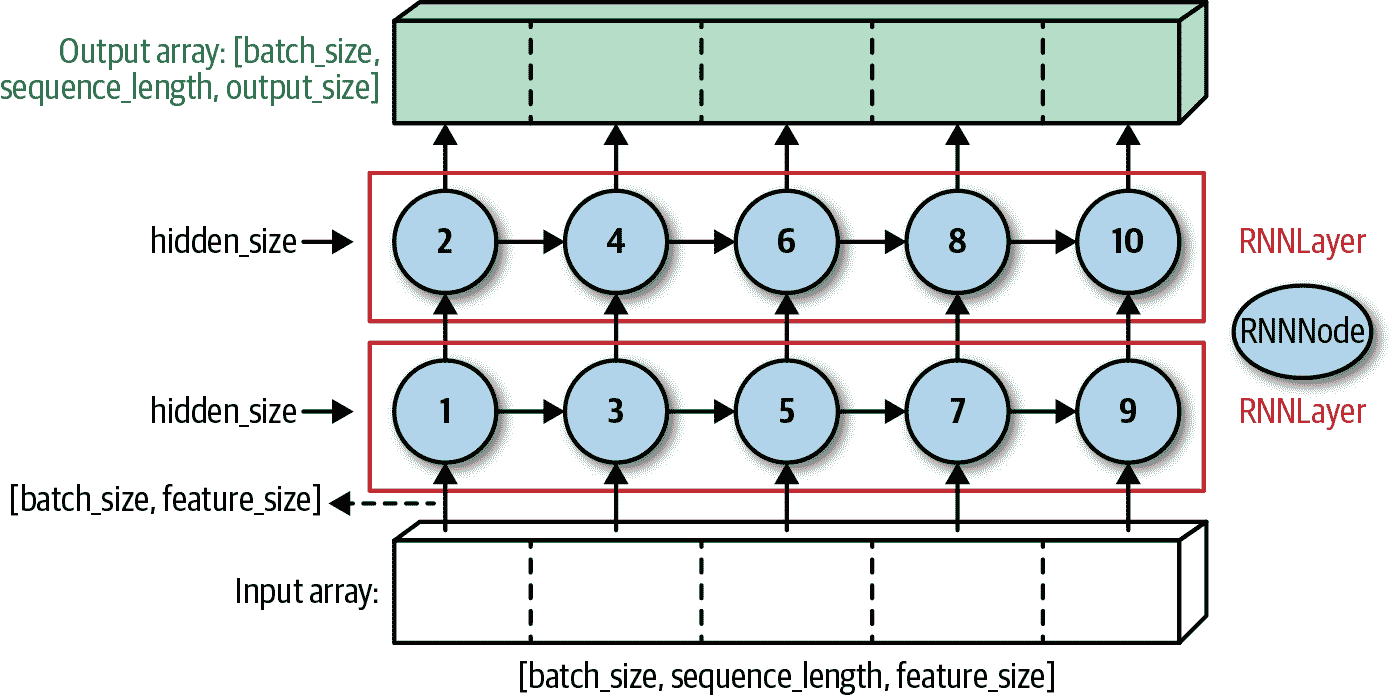 Output array: [batch_size,
sequence_length, output_size]
hidden_size
2
4
6
8
10
RNNLayer
RNNNode
hidden_size
1
3
5
7
9
RNNLayer
[batch_size, feature_size]
Input array:
[batch_size, sequence_length, feature_size]